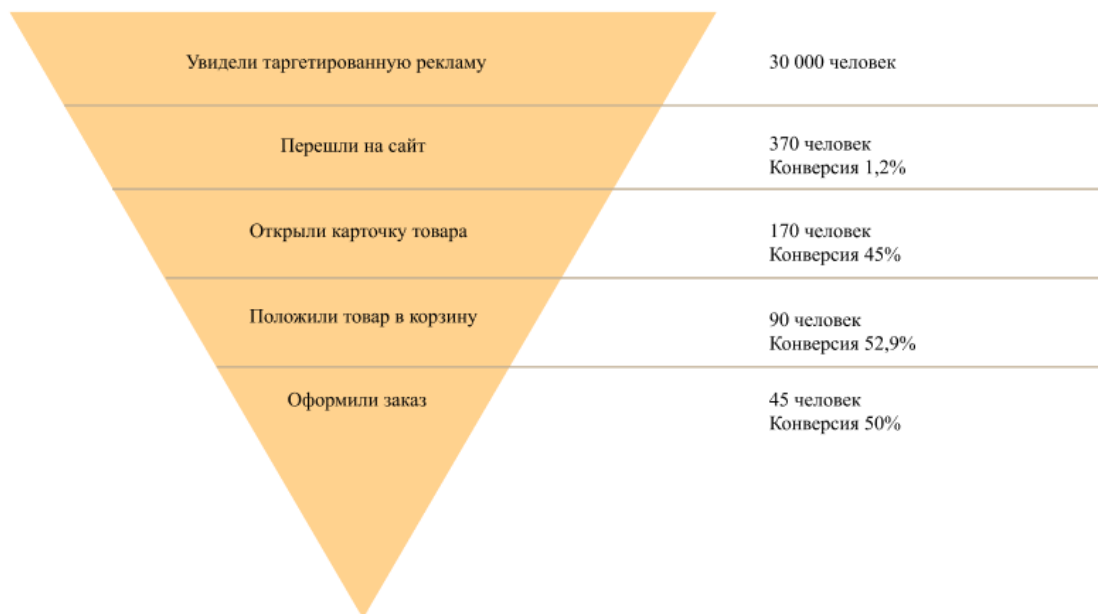 Увидели таргетированную рекламу
30 000 человек
Перешли на сайт
370 человек
Конверсия 1,2%
Открыли карточку товара
170 человек
Конверсия 45%
Положили товар в корзину
90 человек
Конверсия 52,9%
Оформили заказ
45 человек
Конверсия 50%